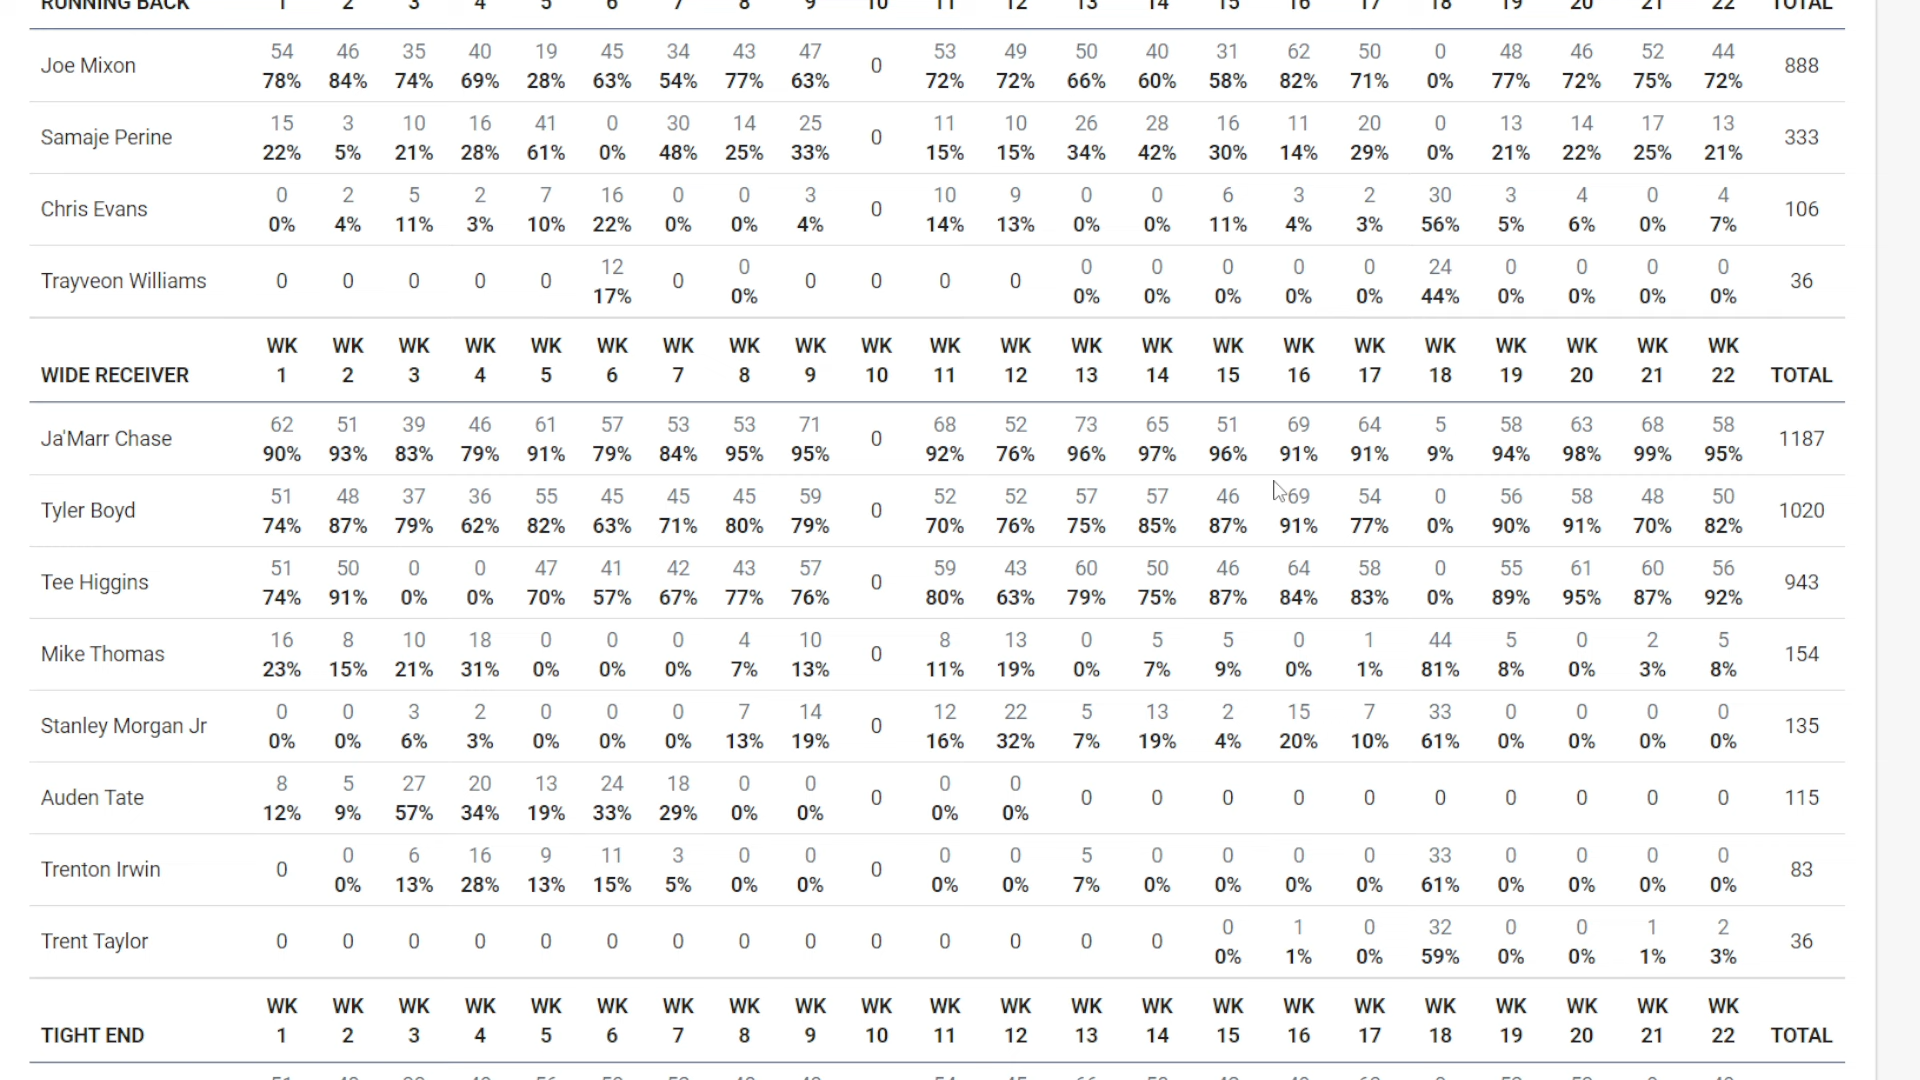 RUNNING BACK 1 2 3 4 5 6 7 8 9 10 11 12 13 14 15 16 17 18 19 20 21 22 TOTAL
54 46 35 40 19 45 34 43 47 53 49 50 40 31 62 50 0 48 46 52 44
Joe Mixon 0 888
78% 84% 74% 69% 28% 63% 54% 77% 63% 72% 72% 66% 60% 58% 82% 71% 0% 77% 72% 75% 72%
15 3 10 16 41 0 30 14 25 11 10 26 28 16 11 20 0 13 14 17 13
Samaje Perine 0 333
22% 5% 21% 28% 61% 0% 48% 25% 33% 15% 15% 34% 42% 30% 14% 29% 0% 21% 22% 25% 21%
0 2 5 2 7 16 0 0 3 10 9 0 0 6 3 2 30 3 4 0 4
Chris Evans 0 106
0% 4% 11% 3% 10% 22% 0% 0% 4% 14% 13% 0% 0% 11% 4% 3% 56% 5% 6% 0% 7%
12 0 0 0 0 0 0 24 0 0 0 0
Trayveon Williams 0 0 0 0 0 0 0 0 0 0 36
17% 0% 0% 0% 0% 0% 0% 44% 0% 0% 0% 0%
WK WK WK WK WK WK WK WK WK WK WK WK WK WK WK WK WK WK WK WK WK WK
WIDE RECEIVER 1 2 3 4 5 6 7 8 9 10 11 12 13 14 15 16 17 18 19 20 21 22 TOTAL
62 51 39 46 61 57 53 53 71 68 52 73 65 51 69 64 5 58 63 68 58
Ja'Marr Chase 0 1187
90% 93% 83% 79% 91% 79% 84% 95% 95% 92% 76% 96% 97% 96% 91% 91% 9% 94% 98% 99% 95%
51 48 37 36 55 45 45 45 59 52 52 57 57 46 69 54 0 56 58 48 50
Tyler Boyd 0 1020
74% 87% 79% 62% 82% 63% 71% 80% 79% 70% 76% 75% 85% 87% 91% 77% 0% 90% 91% 70% 82%
51 50 0 0 47 41 42 43 57 59 43 60 50 46 64 58 0 55 61 60 56
Tee Higgins 0 943
74% 91% 0% 0% 70% 57% 67% 77% 76% 80% 63% 79% 75% 87% 84% 83% 0% 89% 95% 87% 92%
16 8 10 18 0 0 0 4 10 8 13 0 5 5 0 1 44 5 0 2 5
Mike Thomas 0 154
23% 15% 21% 31% 0% 0% 0% 7% 13% 11% 19% 0% 7% 9% 0% 1% 81% 8% 0% 3% 8%
0 0 3 2 0 0 0 7 14 12 22 5 13 2 15 7 33 0 0 0 0
Stanley Morgan Jr 0 135
0% 0% 6% 3% 0% 0% 0% 13% 19% 16% 32% 7% 19% 4% 20% 10% 61% 0% 0% 0% 0%
8 5 27 20 13 24 18 0 0 0 0
Auden Tate 0 0 0 0 0 0 0 0 0 0 0 115
12% 9% 57% 34% 19% 33% 29% 0% 0% 0% 0%
0 6 16 9 11 3 0 0 0 0 5 0 0 0 0 33 0 0 0 0
Trenton Irwin 0 0 83
0% 13% 28% 13% 15% 5% 0% 0% 0% 0% 7% 0% 0% 0% 0% 61% 0% 0% 0% 0%
0 1 0 32 0 0 1 2
Trent Taylor 0 0 0 0 0 0 0 0 0 0 0 0 0 0 36
0% 1% 0% 59% 0% 0% 1% 3%
WK WK WK WK WK WK WK WK WK WK WK WK WK WK WK WK WK WK WK WK WK WK
TIGHT END 1 2 3 4 5 6 7 8 9 10 11 12 13 14 15 16 17 18 19 20 21 22 TOTAL